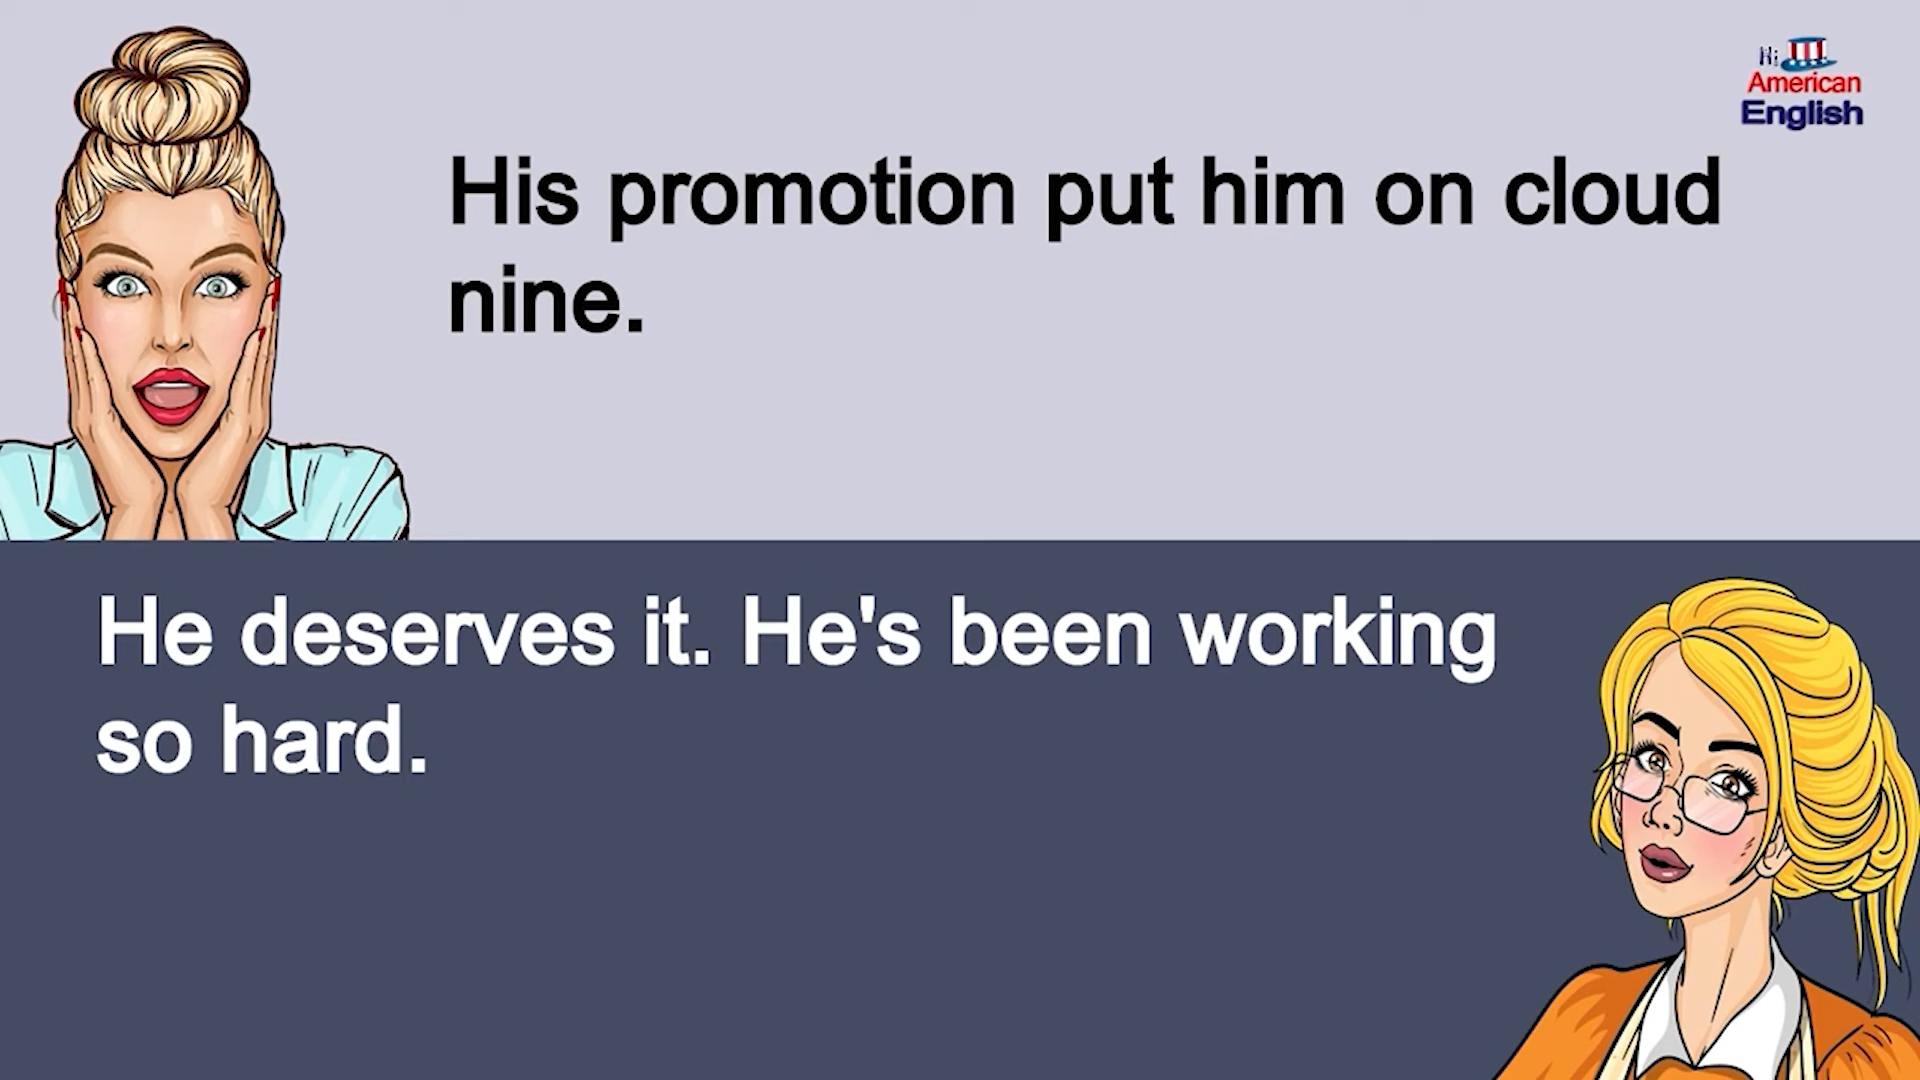 Hi
American
English
His promotion put him on cloud
nine.
He deserves it. He's been working
so hard.